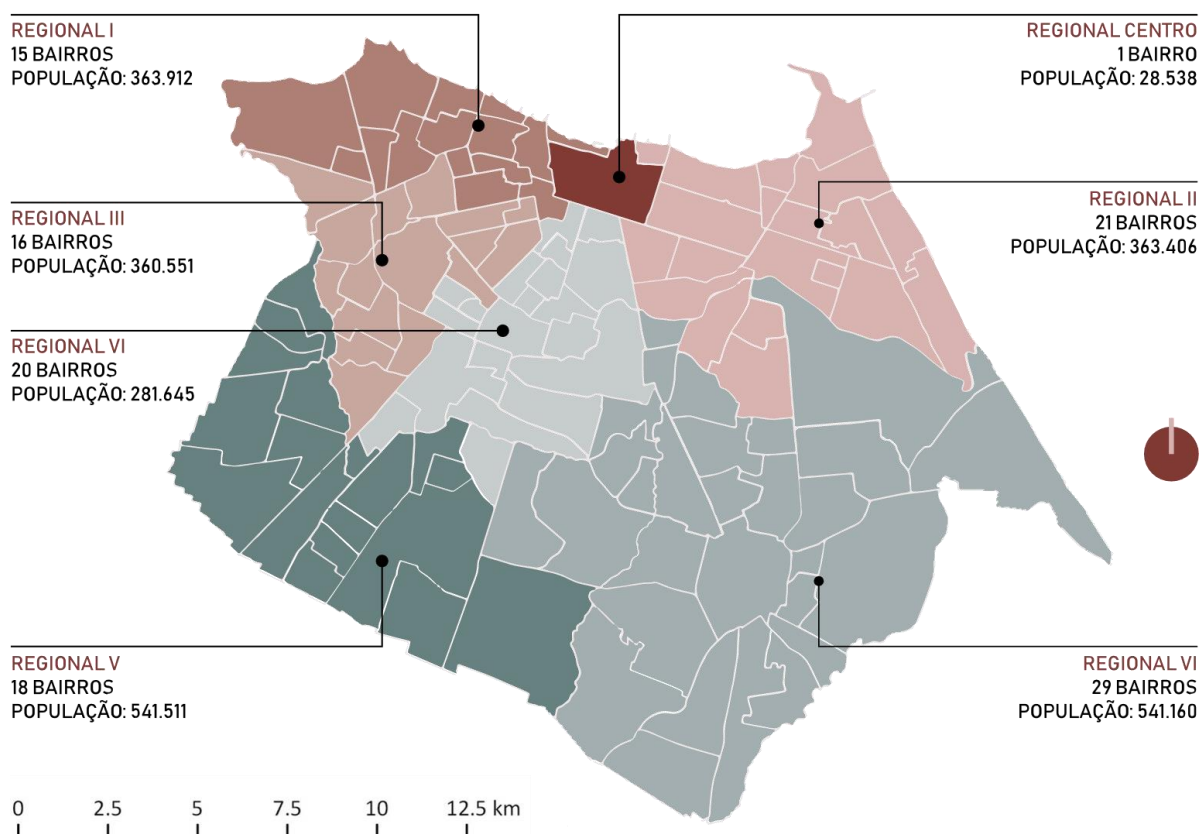 REGIONAL I
15 BAIRROS
POPULAÇÃO: 363.912
REGIONAL CENTRO
1 BAIRRO
POPULAÇÃO: 28.538
REGIONAL III
16 BAIRROS
POPULAÇÃO: 360.551
REGIONAL II
21 BAIRROS
POPULAÇÃO: 363.406
REGIONAL VI
20 BAIRROS
POPULAÇÃO: 281.645
REGIONAL V
18 BAIRROS
POPULAÇÃO: 541.511
REGIONAL VI
29 BAIRROS
POPULAÇÃO: 541.160
0 2.5 5 7.5 10 12.5 km